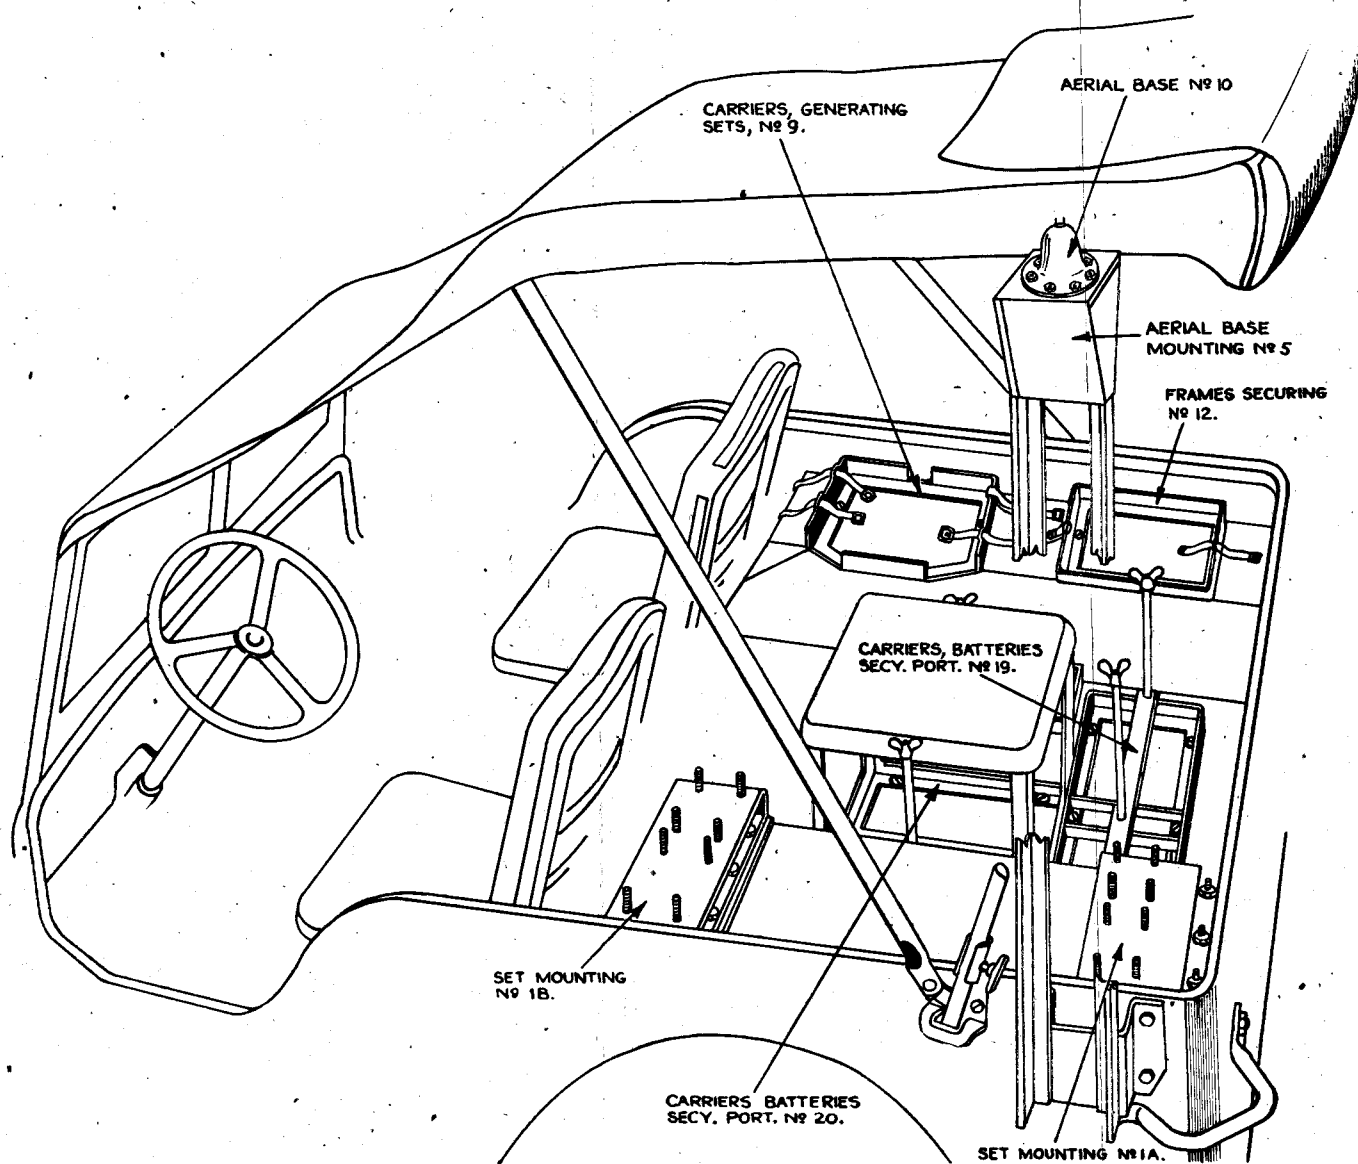 AERIAL BASE Nº 10
CARRIERS, GENERATING
SETS, Nº 9.
AERIAL BASE
MOUNTING Nº 5
FRAMES SECURING
Nº 12.
CARRIERS, BATTERIES
SECY. PORT. Nº 19.
SET MOUNTING
Nº 1B.
CARRIERS BATTERIES
SECY. PORT. Nº 20.
SET MOUNTING Nº 1A.